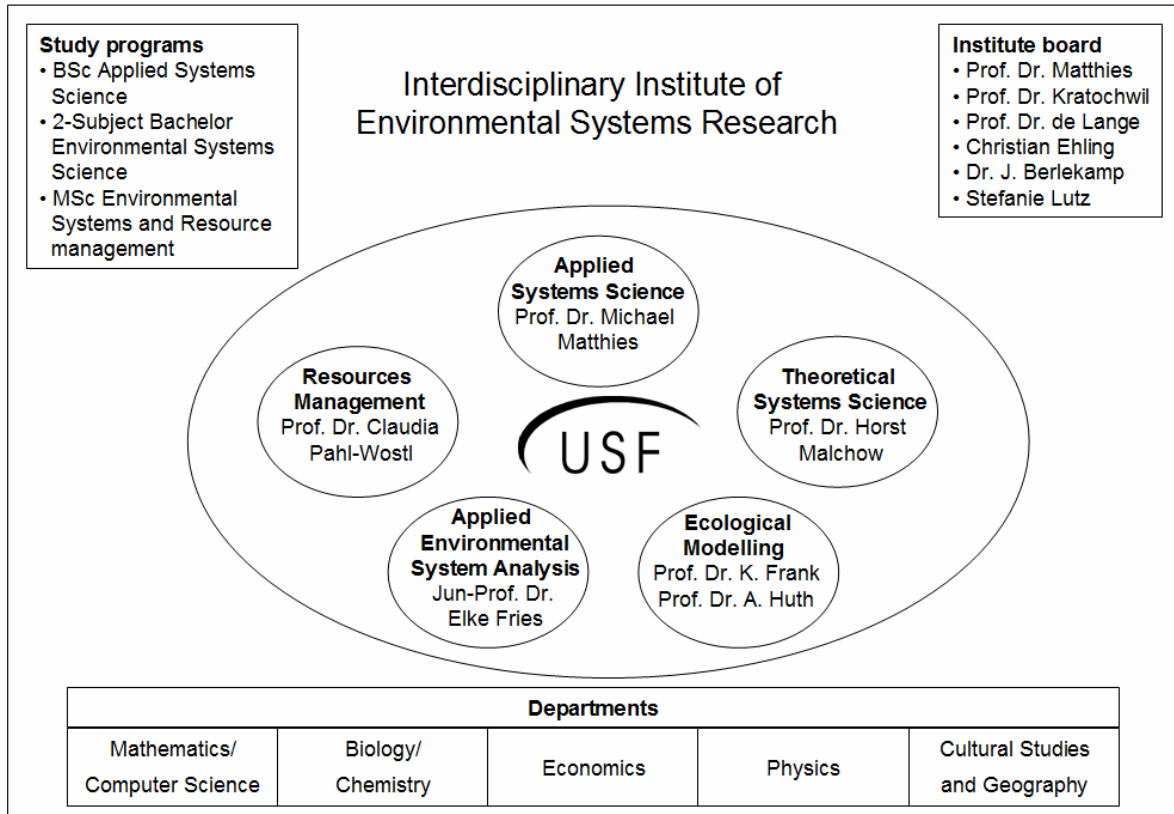 Study programs
• BSc Applied Systems
Science
• 2-Subject Bachelor
Environmental Systems
Science
• MSc Environmental
Systems and Resource
management
Interdisciplinary Institute of
Environmental Systems Research
Institute board
• Prof. Dr. Matthies
• Prof. Dr. Kratochwil
• Prof. Dr. de Lange
• Christian Ehling
• Dr. J. Berlekamp
• Stefanie Lutz
Applied
Systems Science
Prof. Dr. Michael
Matthies
Resources
Management
Prof. Dr. Claudia
Pahl-Wostl
Theoretical
Systems Science
Prof. Dr. Horst
Malchow
USF
Applied
Environmental
System Analysis
Jun-Prof. Dr.
Elke Fries
Ecological
Modelling
Prof. Dr. K. Frank
Prof. Dr. A. Huth
Departments
Mathematics/
Computer Science
Biology/
Chemistry
Economics
Physics
Cultural Studies
and Geography